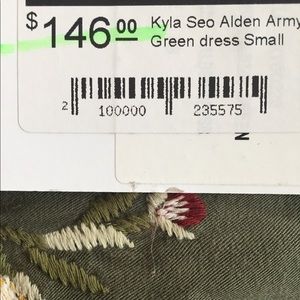 $146.00 Kyla Seo Alden Army
Green dress Small
2 100000 235575
N